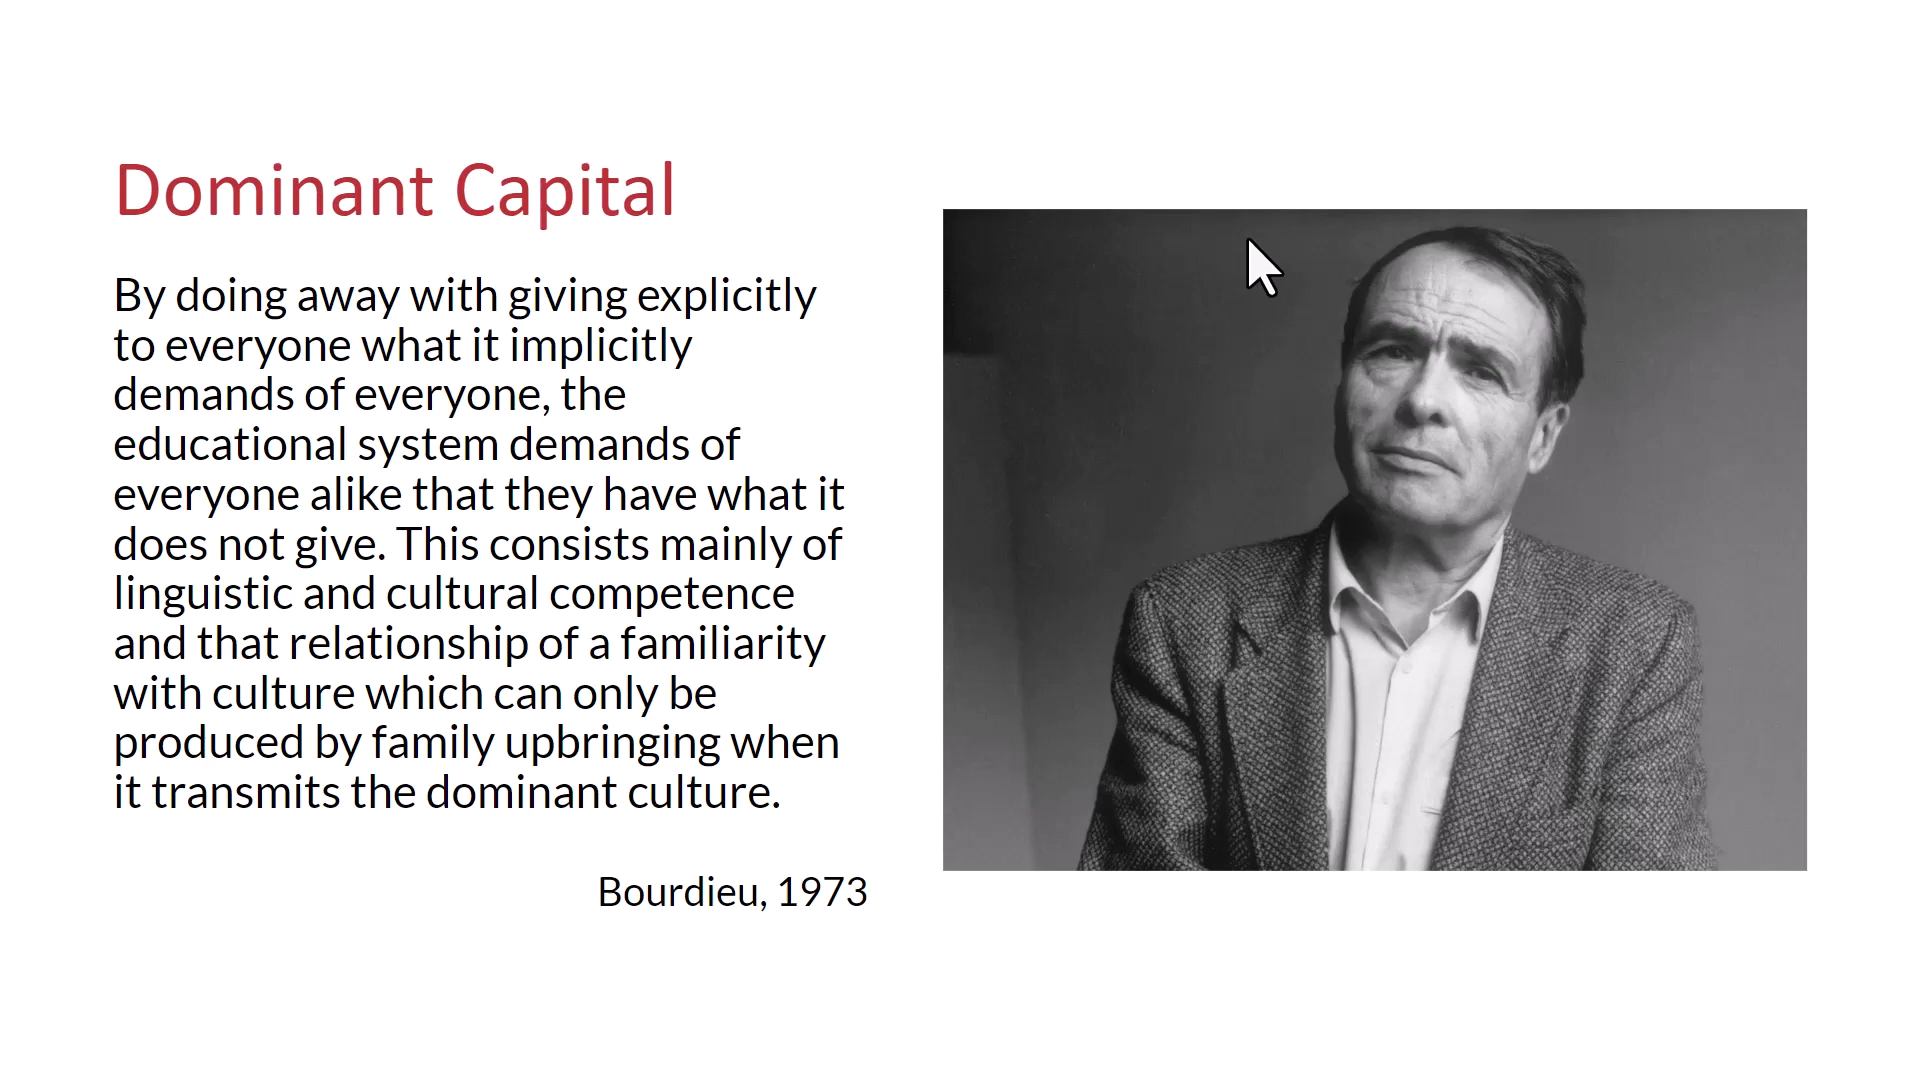 Dominant Capital
By doing away with giving explicitly
to everyone what it implicitly
demands of everyone, the
educational system demands of
everyone alike that they have what it
does not give. This consists mainly of
linguistic and cultural competence
and that relationship of a familiarity
with culture which can only be
produced by family upbringing when
it transmits the dominant culture.
Bourdieu, 1973